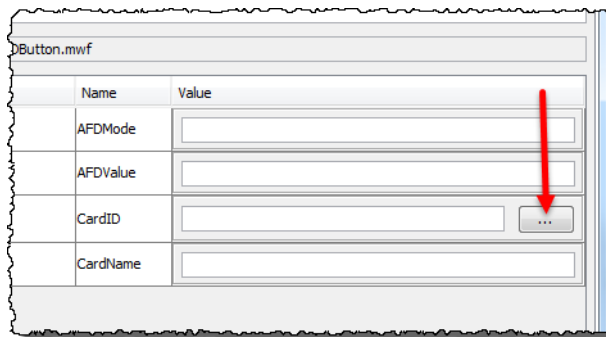 DButton.mwf
Name Value
AFDMode
AFDValue
CardID ...
CardName